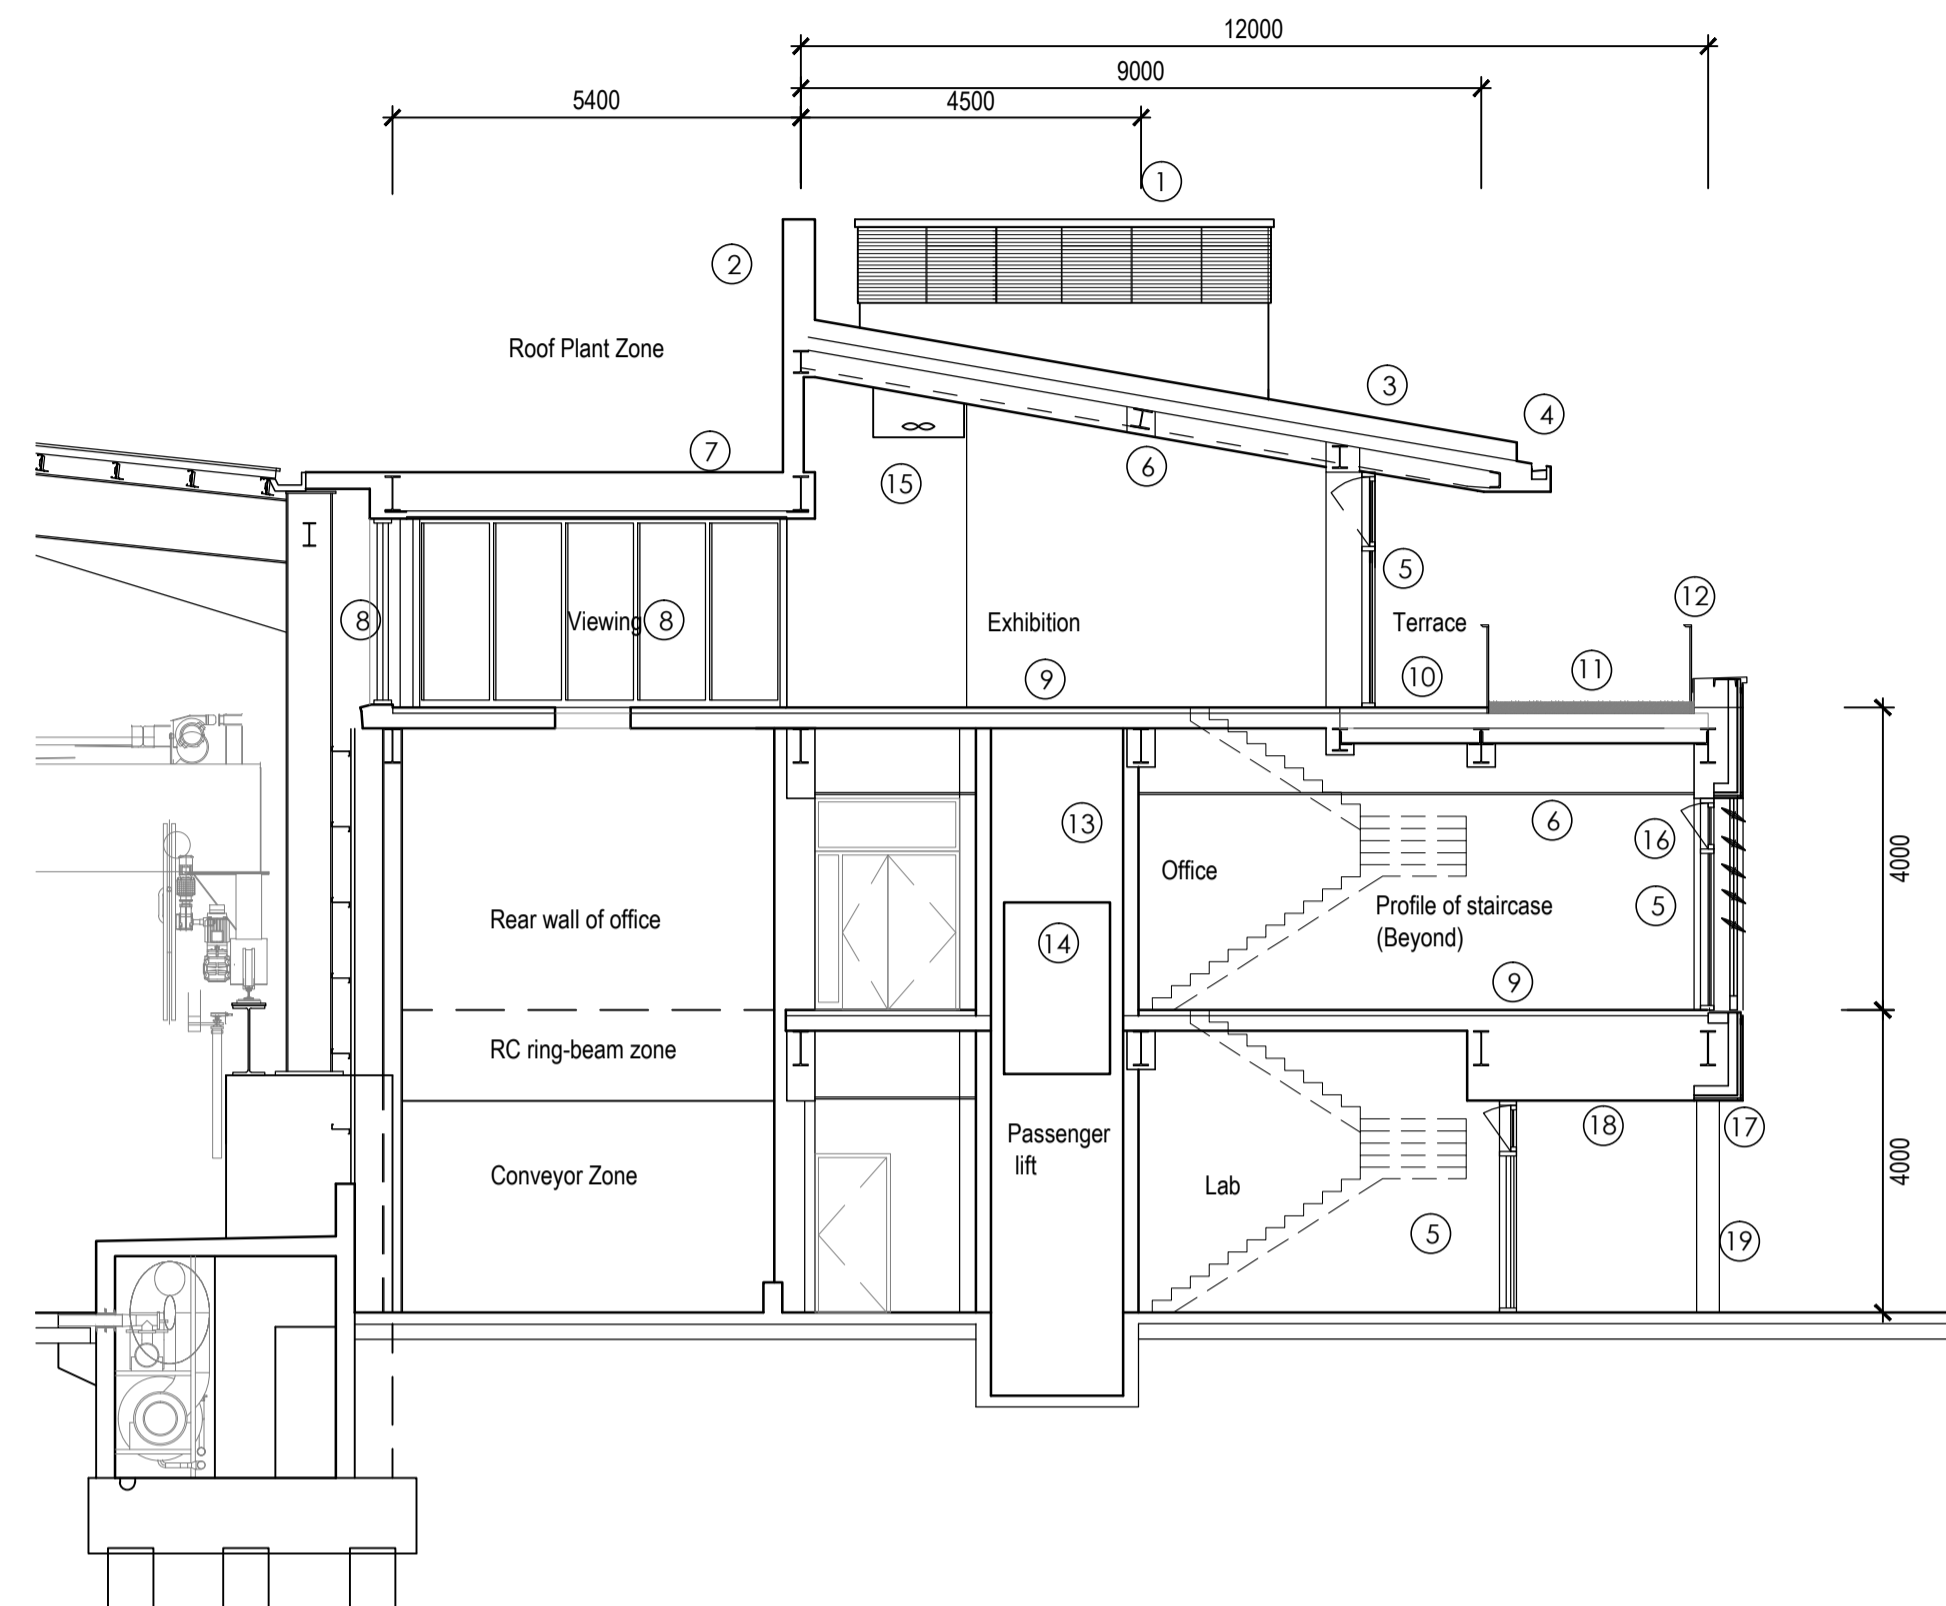 12000
9000
5400
4500
1
2
Roof Plant Zone
3
4
7
6
15
5
8
Viewing
8
Exhibition
Terrace
12
9
10
11
13
6
16
4000
Office
5
Rear wall of office
Profile of staircase
(Beyond)
14
9
RC ring-beam zone
Passenger
lift
18
17
Conveyor Zone
Lab
4000
5
19